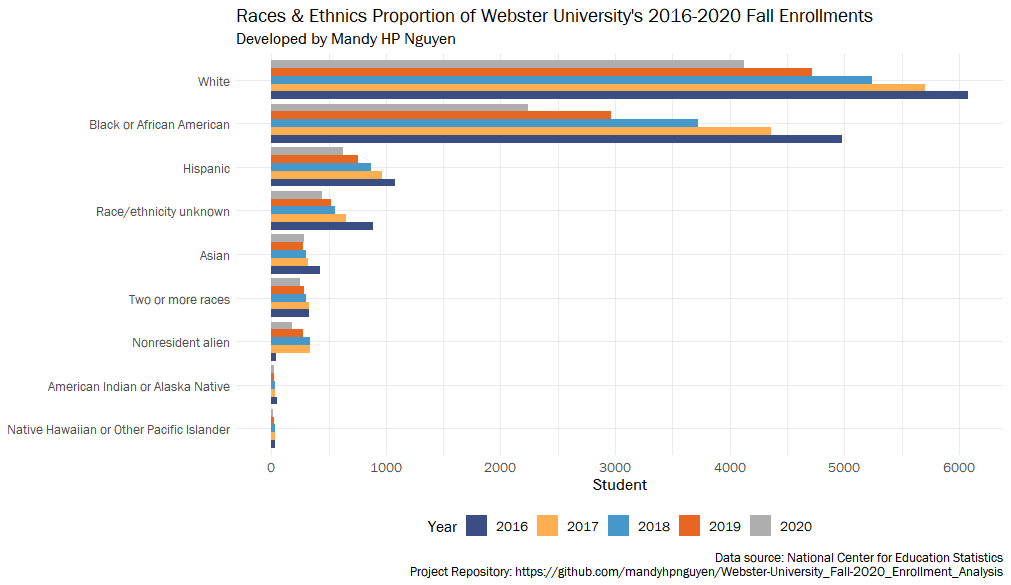 Races & Ethnics Proportion of Webster University's 2016-2020 Fall Enrollments
Developed by Mandy HP Nguyen
White
Black or African American
Hispanic
Race/ethnicity unknown
Asian
Two or more races
Nonresident alien
American Indian or Alaska Native
Native Hawaiian or Other Pacific Islander
0 1000 2000 3000 4000 5000 6000
Student
Year 2016 2017 2018 2019 2020
Data source: National Center for Education Statistics
Project Repository: https://github.com/mandyhpnguyen/Webster-University_Fall-2020_Enrollment_Analysis